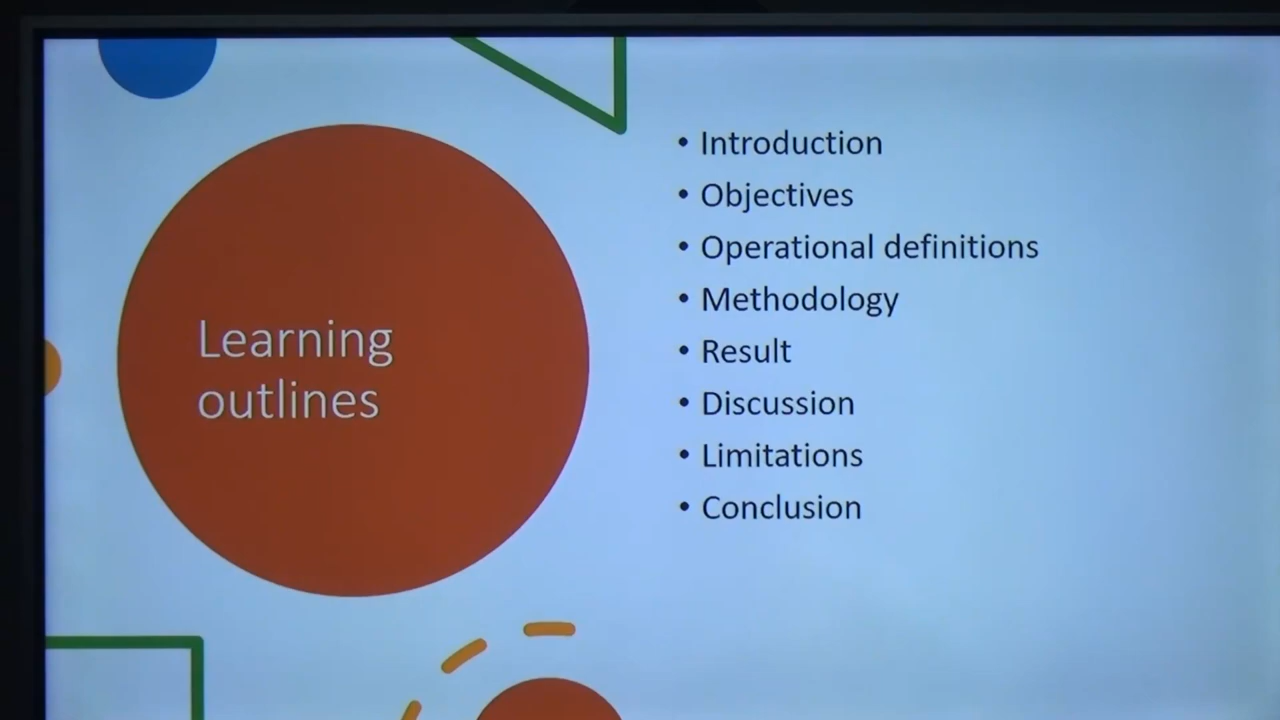 Learning
outlines
• Introduction
• Objectives
• Operational definitions
• Methodology
• Result
• Discussion
• Limitations
• Conclusion